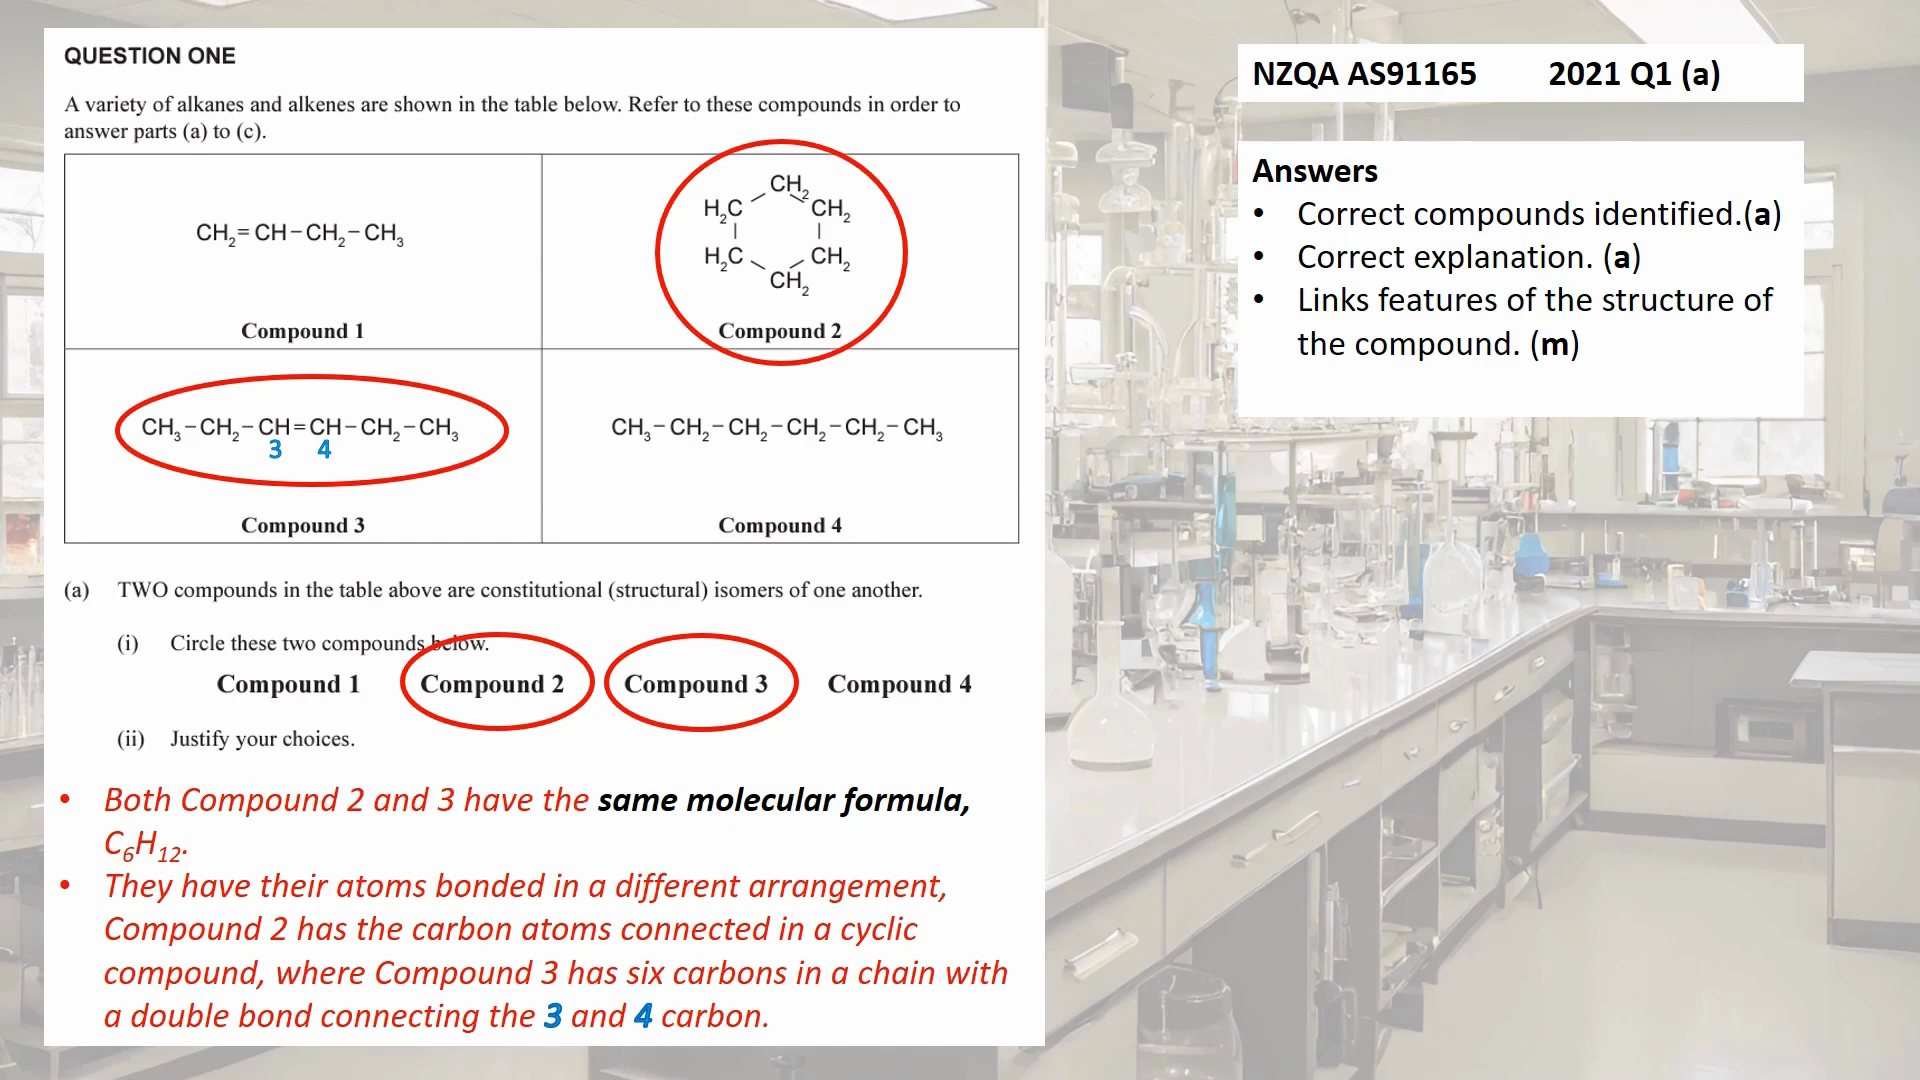 QUESTION ONE
A variety of alkanes and alkenes are shown in the table below. Refer to these compounds in order to
answer parts (a) to (c).
CH₂=CH–CH₂–CH₃
Compound 1
CH₂
H₂C CH₂
H₂C CH₂
CH₂
Compound 2
CH₃–CH₂–CH=CH–CH₂–CH₃
3 4
Compound 3
CH₃–CH₂–CH₂–CH₂–CH₂–CH₃
Compound 4
(a) TWO compounds in the table above are constitutional (structural) isomers of one another.
(i) Circle these two compounds below.
Compound 1 Compound 2 Compound 3 Compound 4
(ii) Justify your choices.
• Both Compound 2 and 3 have the same molecular formula,
C₆H₁₂.
• They have their atoms bonded in a different arrangement,
Compound 2 has the carbon atoms connected in a cyclic
compound, where Compound 3 has six carbons in a chain with
a double bond connecting the 3 and 4 carbon.
NZQA AS91165 2021 Q1 (a)
Answers
• Correct compounds identified.(a)
• Correct explanation. (a)
• Links features of the structure of
the compound. (m)